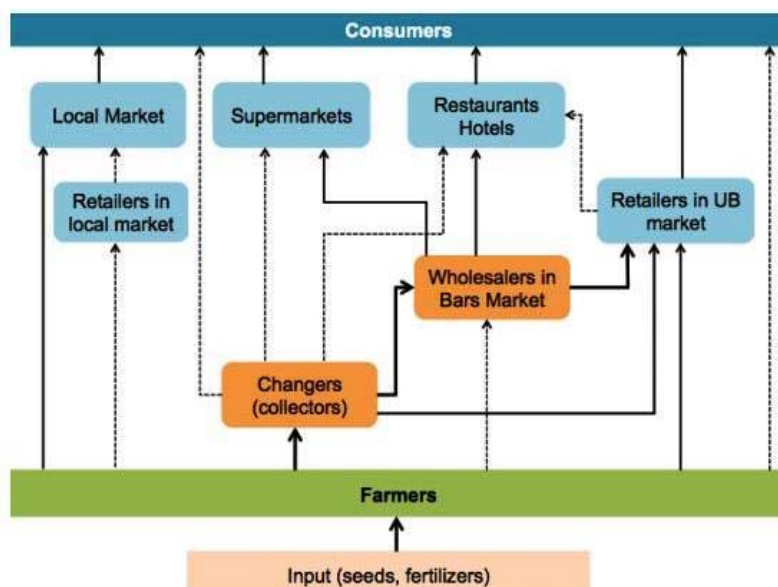 Consumers
Local Market
Supermarkets
Restaurants
Hotels
Retailers in
local market
Retailers in UB
market
Wholesalers in
Bars Market
Changers
(collectors)
Farmers
Input (seeds, fertilizers)